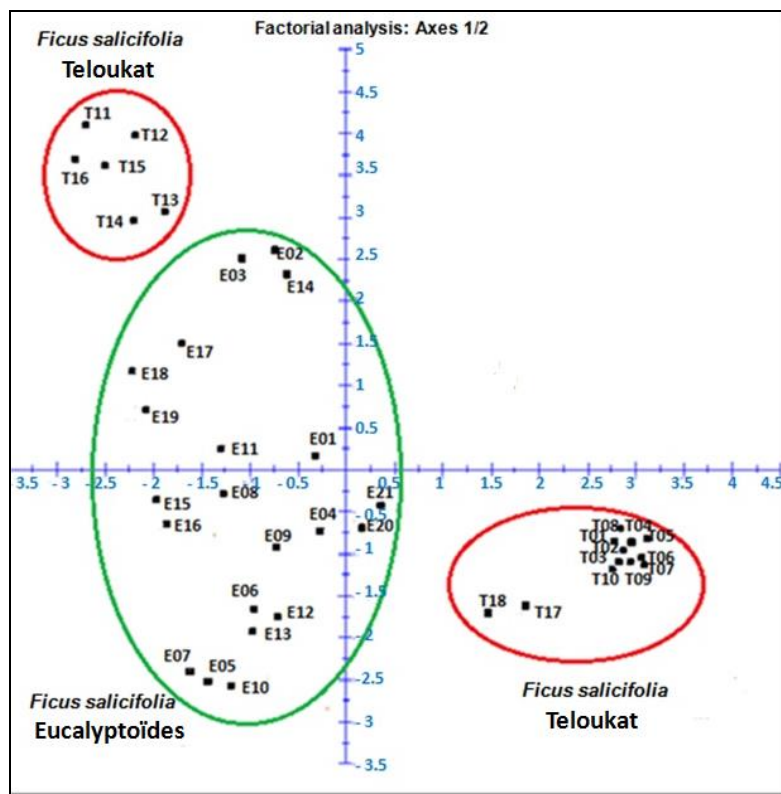 Factorial analysis: Axes 1/2
Ficus salicifolia
Teloukat
T11
T12
T16
T15
T13
T14
5
4.5
4
3.5
3
2.5
2
1.5
1
0.5
E02
E03
E14
E17
E18
E19
E11
E01
3.5
- 3
-2.5
-2
-1.5
-1
-0.5
0
0.5
1
1.5
2
2.5
3
3.5
4
4.5
E21
E08
E15
E16
E04
E20
E09
E06
E12
E13
E07
E05
E10
-0.5
-1
-1.5
-2
-2.5
- 3
- 3.5
T08
T04
T01
T05
T02
T03
T06
T07
T10
T09
T18
T17
Ficus salicifolia
Eucalyptoïdes
Ficus salicifolia
Teloukat